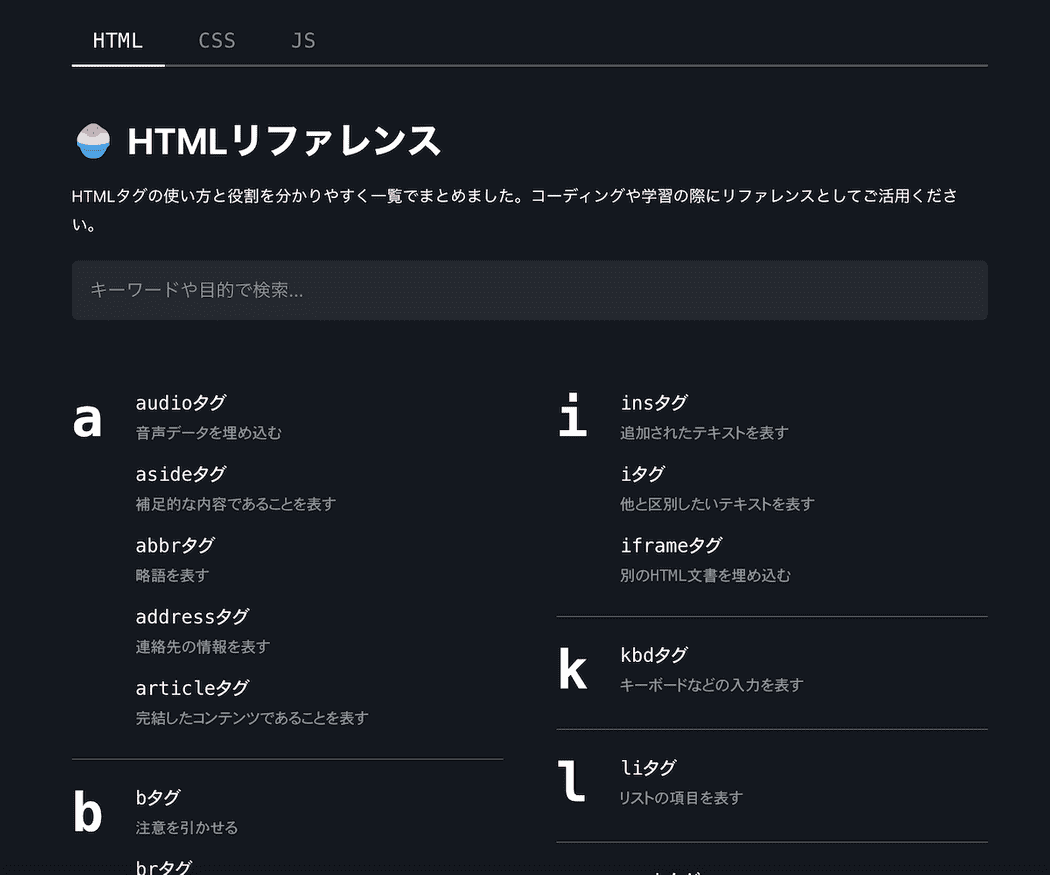 HTML CSS JS
HTMLリファレンス
HTMLタグの使い方と役割を分かりやすく一覧でまとめました。コーディングや学習の際にリファレンスとしてご活用くださ
い。
キーワードや目的で検索...
a
audioタグ
音声データを埋め込む
asideタグ
補足的な内容であることを表す
abbrタグ
略語を表す
addressタグ
連絡先の情報を表す
articleタグ
完結したコンテンツであることを表す
b
bタグ
注意を引かせる
brタグ
i
insタグ
追加されたテキストを表す
iタグ
他と区別したいテキストを表す
iframeタグ
別のHTML文書を埋め込む
k
kbdタグ
キーボードなどの入力を表す
l
liタグ
リストの項目を表す